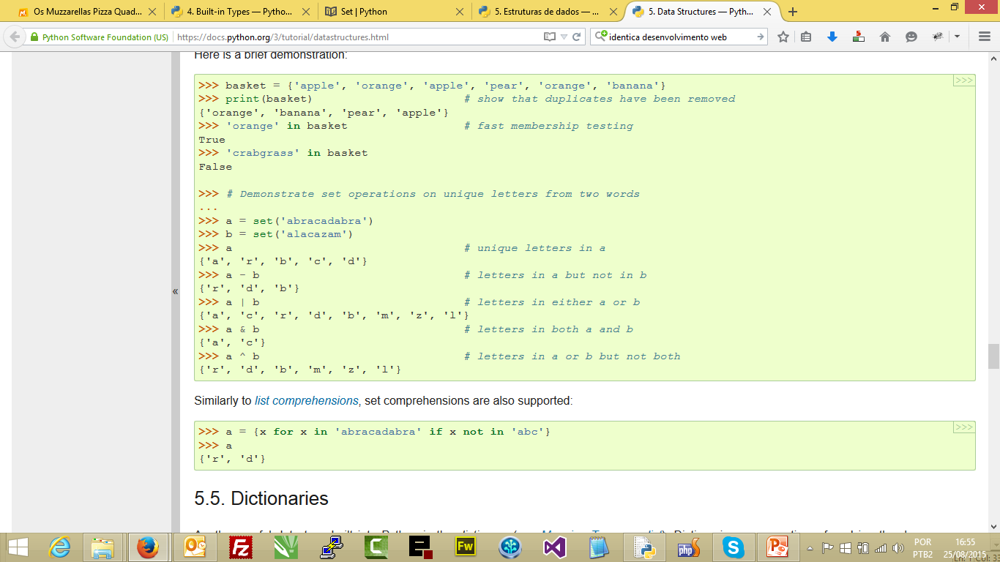 Os Muzzarellas Pizza Quad...
4. Built-in Types — Pytho...
Set | Python
5. Estruturas de dados — ...
5. Data Structures — Pyth...
Python Software Foundation (US)
https://docs.python.org/3/tutorial/datastructures.html
identica desenvolvimento web
5
Here is a brief demonstration:
>>>
>>> basket = {'apple', 'orange', 'apple', 'pear', 'orange', 'banana'}
>>> print(basket) # show that duplicates have been removed
{'orange', 'banana', 'pear', 'apple'}
>>> 'orange' in basket # fast membership testing
True
>>> 'crabgrass' in basket
False
>>> # Demonstrate set operations on unique letters from two words
...
>>> a = set('abracadabra')
>>> b = set('alacazam')
>>> a # unique letters in a
{'a', 'r', 'b', 'c', 'd'}
>>> a - b # letters in a but not in b
{'r', 'd', 'b'}
«
>>> a | b # letters in either a or b
{'a', 'c', 'r', 'd', 'b', 'm', 'z', 'l'}
>>> a & b # letters in both a and b
{'a', 'c'}
>>> a ^ b # letters in a or b but not both
{'r', 'd', 'b', 'm', 'z', 'l'}
Similarly to list comprehensions, set comprehensions are also supported:
>>>
>>> a = {x for x in 'abracadabra' if x not in 'abc'}
>>> a
{'r', 'd'}
5.5. Dictionaries
Fw
php
POR
PTB2
16:55
25/08/2015